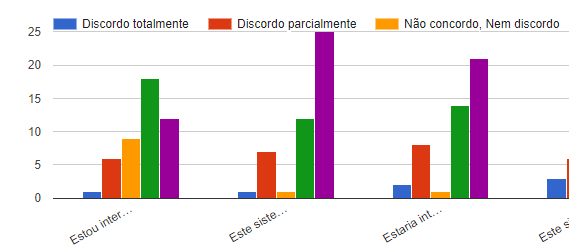 Discordo totalmente Discordo parcialmente Não concordo, Nem discordo
25
20
15
10
5
0
Estou inter...
Este siste...
Estaria int...
Este s